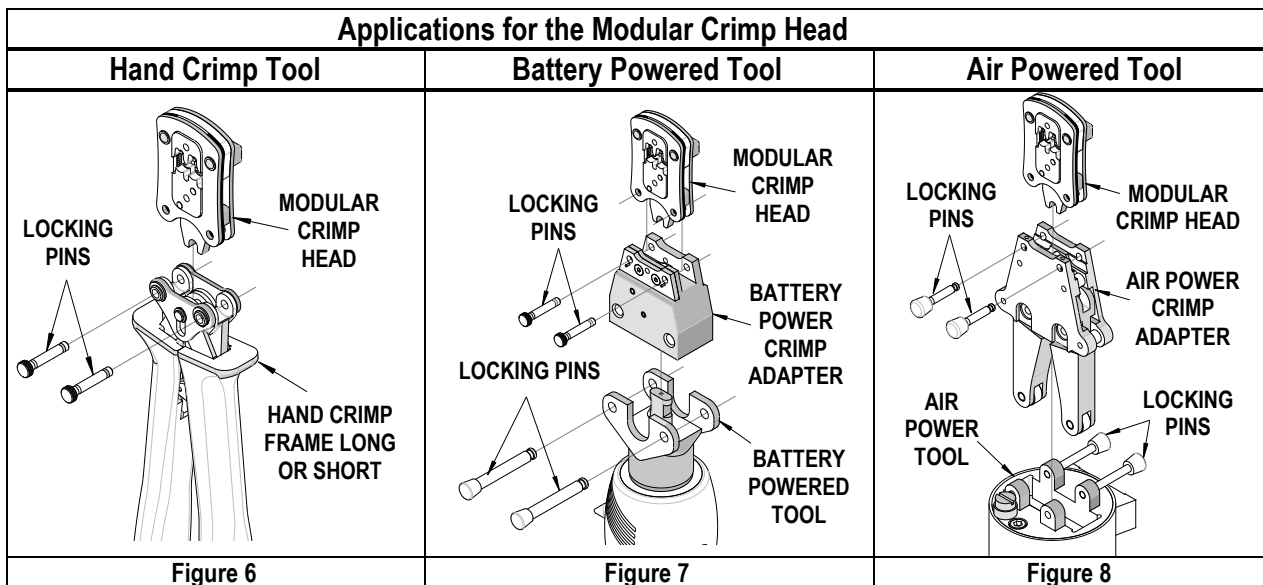 Applications for the Modular Crimp Head
Hand Crimp Tool
Battery Powered Tool
Air Powered Tool
LOCKING
PINS
MODULAR
CRIMP
HEAD
HAND CRIMP
FRAME LONG
OR SHORT
MODULAR
CRIMP
HEAD
LOCKING
PINS
BATTERY
POWER
CRIMP
ADAPTER
LOCKING PINS
BATTERY
POWERED
TOOL
LOCKING
PINS
MODULAR
CRIMP HEAD
AIR POWER
CRIMP
ADAPTER
AIR
POWER
TOOL
LOCKING
PINS
Figure 6
Figure 7
Figure 8